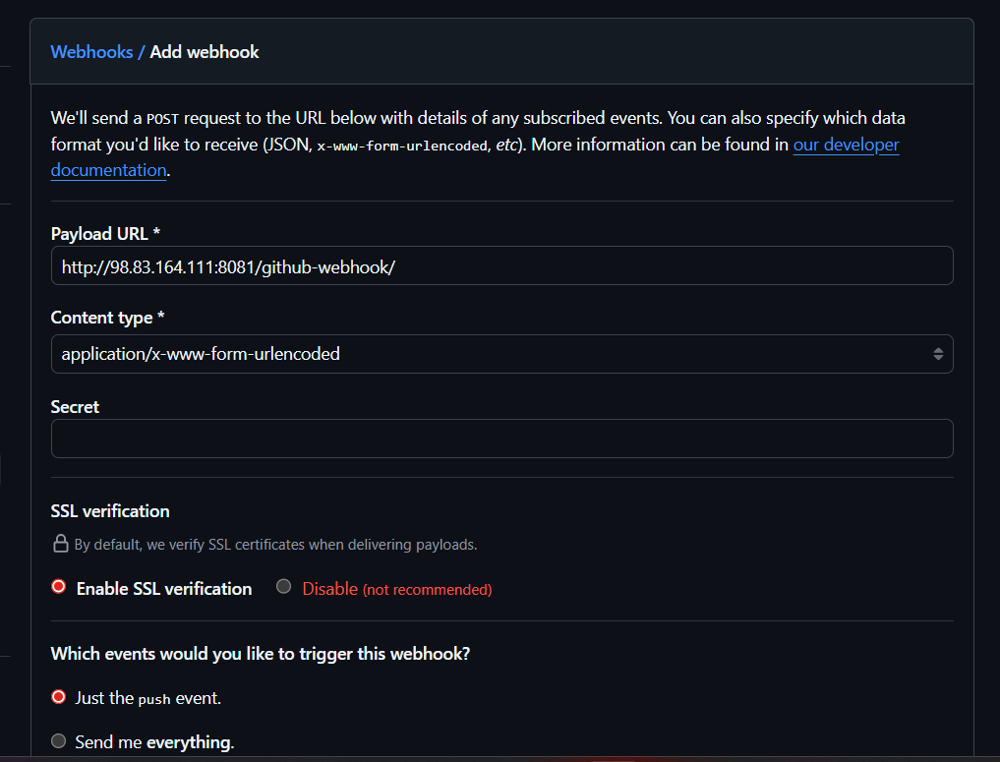 Webhooks / Add webhook
We'll send a POST request to the URL below with details of any subscribed events. You can also specify which data
format you'd like to receive (JSON, x-www-form-urlencoded, etc). More information can be found in our developer
documentation.
Payload URL *
http://98.83.164.111:8081/github-webhook/
Content type *
application/x-www-form-urlencoded
Secret
SSL verification
By default, we verify SSL certificates when delivering payloads.
Enable SSL verification Disable (not recommended)
Which events would you like to trigger this webhook?
Just the push event.
Send me everything.